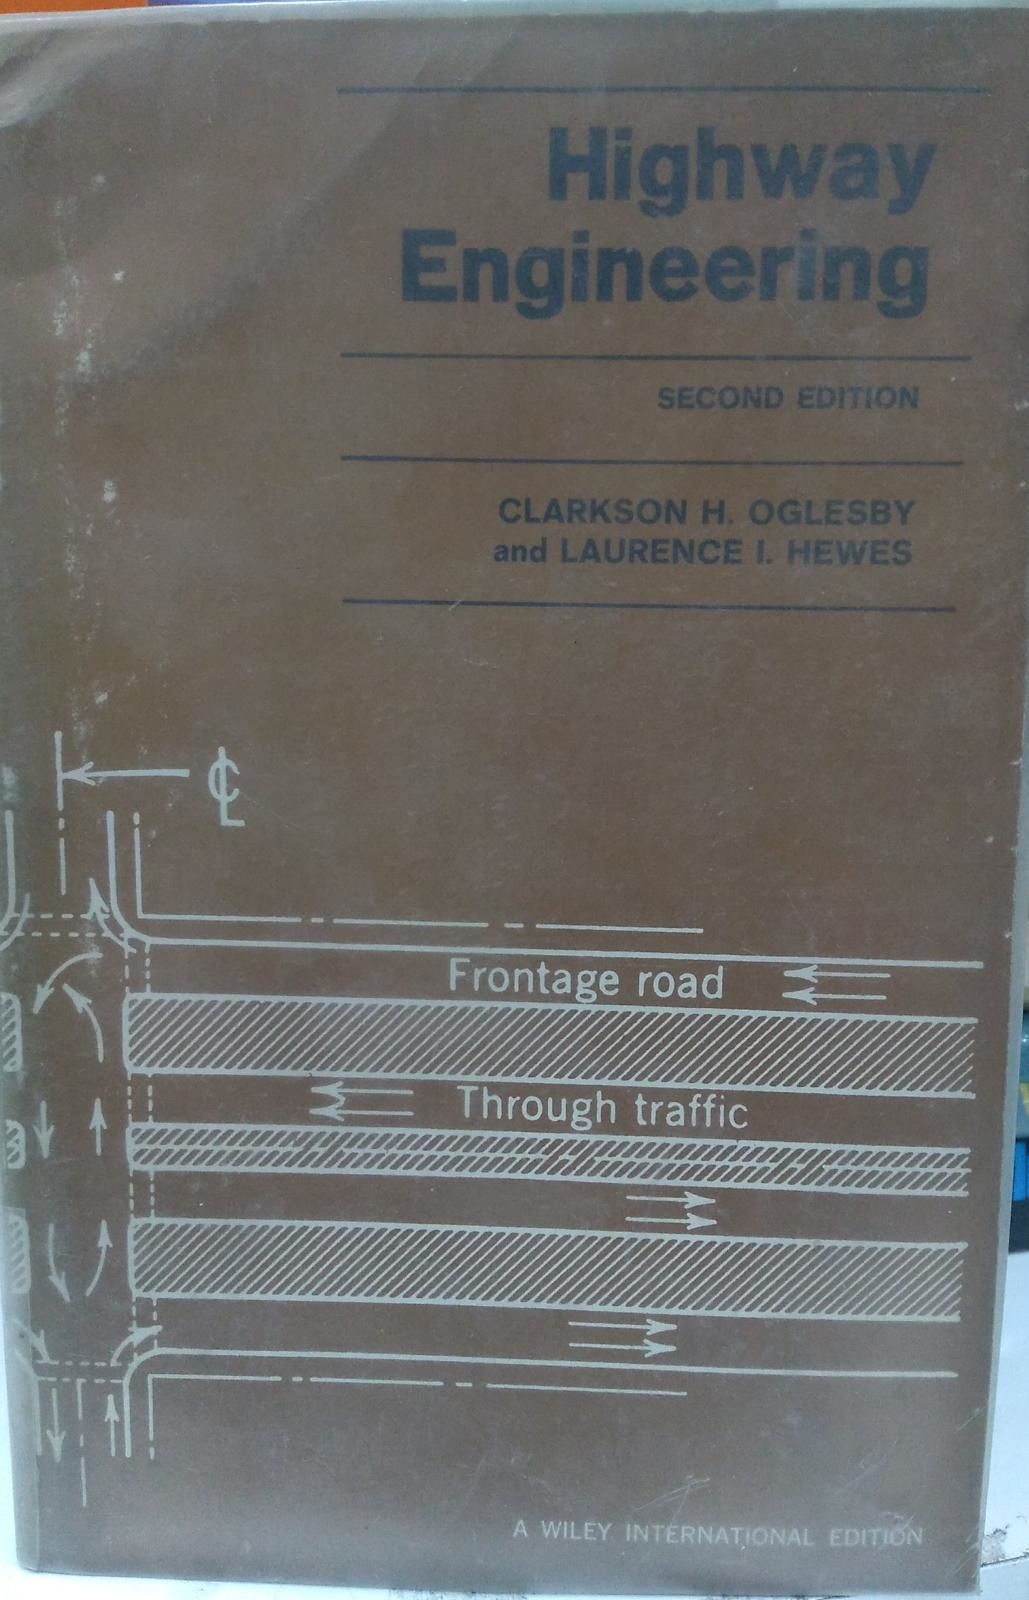 Highway
Engineering
SECOND EDITION
CLARKSON H. OGLESBY
and LAURENCE I. HEWES
℄
Frontage road
Through traffic
A WILEY INTERNATIONAL EDITION